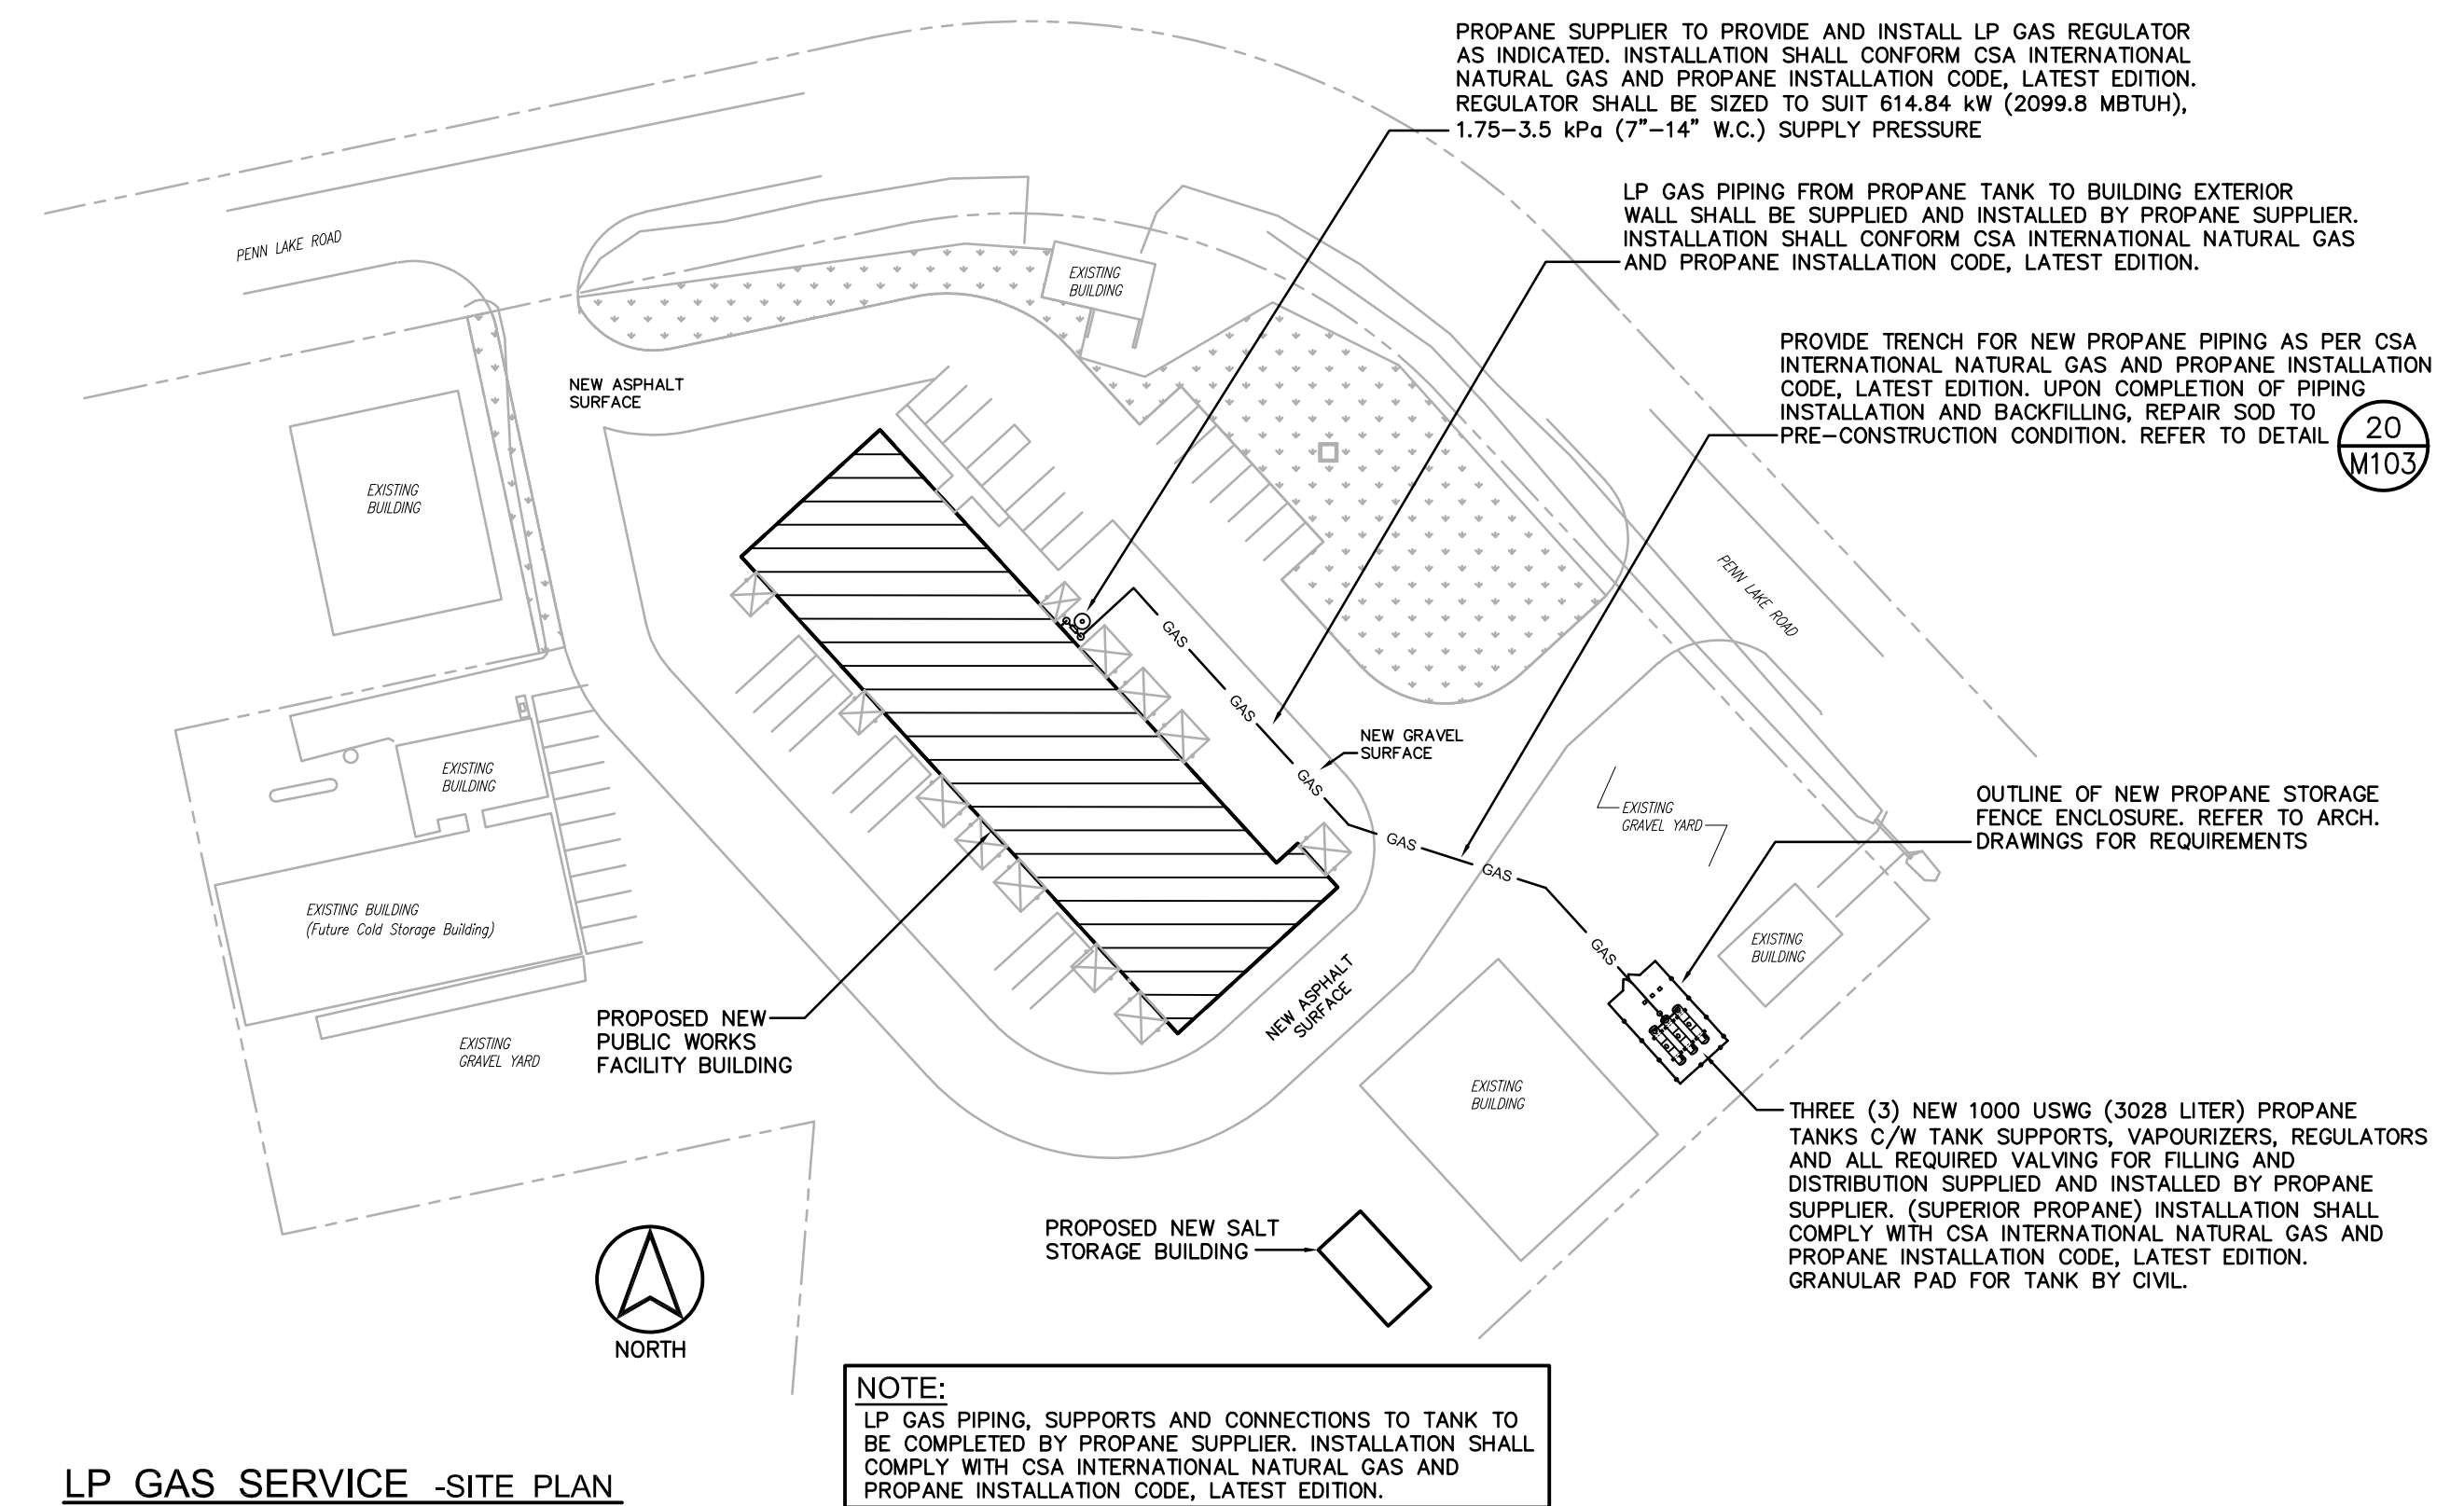 PROPANE SUPPLIER TO PROVIDE AND INSTALL LP GAS REGULATOR
AS INDICATED. INSTALLATION SHALL CONFORM CSA INTERNATIONAL
NATURAL GAS AND PROPANE INSTALLATION CODE, LATEST EDITION.
REGULATOR SHALL BE SIZED TO SUIT 614.84 kW (2099.8 MBTUH),
1.75-3.5 kPa (7"-14" W.C.) SUPPLY PRESSURE
LP GAS PIPING FROM PROPANE TANK TO BUILDING EXTERIOR
WALL SHALL BE SUPPLIED AND INSTALLED BY PROPANE SUPPLIER.
INSTALLATION SHALL CONFORM CSA INTERNATIONAL NATURAL GAS
AND PROPANE INSTALLATION CODE, LATEST EDITION.
PROVIDE TRENCH FOR NEW PROPANE PIPING AS PER CSA
INTERNATIONAL NATURAL GAS AND PROPANE INSTALLATION
CODE, LATEST EDITION. UPON COMPLETION OF PIPING
INSTALLATION AND BACKFILLING, REPAIR SOD TO
PRE-CONSTRUCTION CONDITION. REFER TO DETAIL
20
M103
PENN LAKE ROAD
EXISTING
BUILDING
NEW ASPHALT
SURFACE
EXISTING
BUILDING
PENN LAKE ROAD
GAS
GAS
GAS
GAS
GAS
GAS
NEW GRAVEL
SURFACE
EXISTING
BUILDING
EXISTING
GRAVEL YARD
OUTLINE OF NEW PROPANE STORAGE
FENCE ENCLOSURE. REFER TO ARCH.
DRAWINGS FOR REQUIREMENTS
EXISTING BUILDING
(Future Cold Storage Building)
EXISTING
BUILDING
NEW ASPHALT
SURFACE
PROPOSED NEW
PUBLIC WORKS
FACILITY BUILDING
EXISTING
GRAVEL YARD
EXISTING
BUILDING
THREE (3) NEW 1000 USWG (3028 LITER) PROPANE
TANKS C/W TANK SUPPORTS, VAPOURIZERS, REGULATORS
AND ALL REQUIRED VALVING FOR FILLING AND
DISTRIBUTION SUPPLIED AND INSTALLED BY PROPANE
SUPPLIER. (SUPERIOR PROPANE) INSTALLATION SHALL
COMPLY WITH CSA INTERNATIONAL NATURAL GAS AND
PROPANE INSTALLATION CODE, LATEST EDITION.
GRANULAR PAD FOR TANK BY CIVIL.
PROPOSED NEW SALT
STORAGE BUILDING
NORTH
NOTE:
LP GAS PIPING, SUPPORTS AND CONNECTIONS TO TANK TO
BE COMPLETED BY PROPANE SUPPLIER. INSTALLATION SHALL
COMPLY WITH CSA INTERNATIONAL NATURAL GAS AND
PROPANE INSTALLATION CODE, LATEST EDITION.
LP GAS SERVICE -SITE PLAN